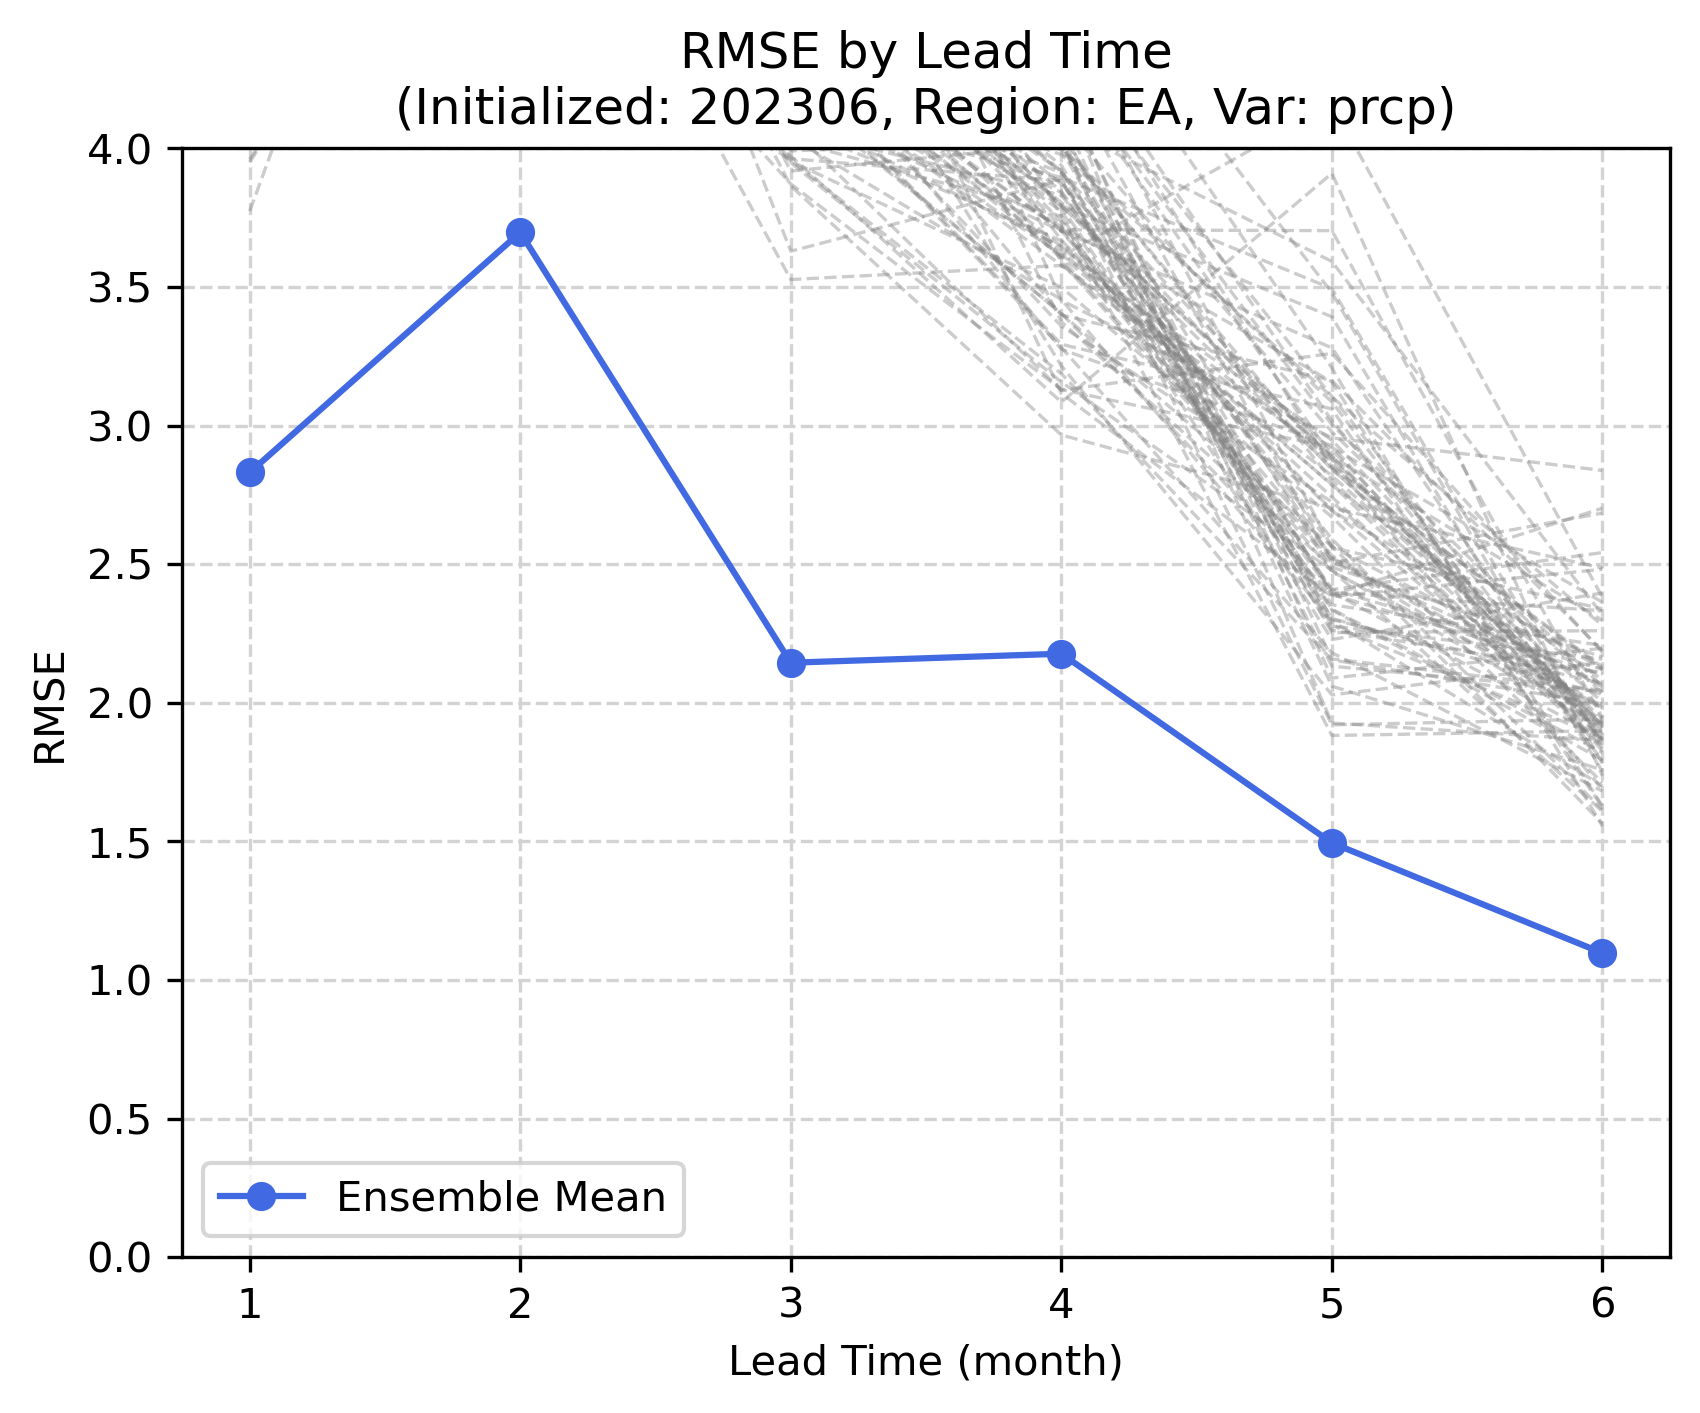 RMSE by Lead Time
(Initialized: 202306, Region: EA, Var: prcp)
4.0
3.5
3.0
2.5
2.0
1.5
1.0
0.5
0.0
RMSE
Ensemble Mean
1 2 3 4 5 6
Lead Time (month)